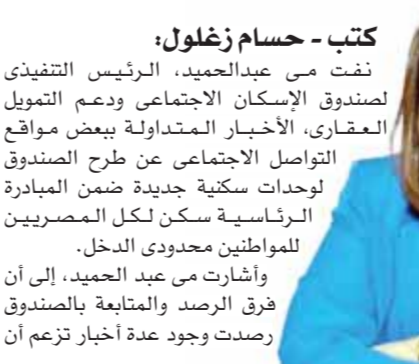 كتب - حسام زغلول:
نفت مى عبدالحميد، الرئيس التنفيذى
لصندوق الإسكان الاجتماعى ودعم التمويل
العقارى، الأخبار المتداولة ببعض مواقع
التواصل الاجتماعى عن طرح الصندوق
لوحدات سكنية جديدة ضمن المبادرة
الرئاسية سكن لكل المصريين
للمواطنين محدودى الدخل.
وأشارت مى عبد الحميد، إلى أن
فرق الرصد والمتابعة بالصندوق
رصدت وجود عدة أخبار تزعم أن